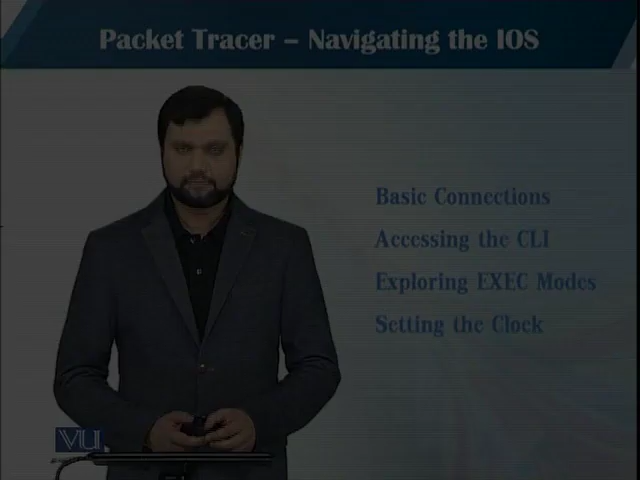 Packet Tracer – Navigating the IOS
Basic Connections
Accessing the CLI
Exploring EXEC Modes
Setting the Clock
VU